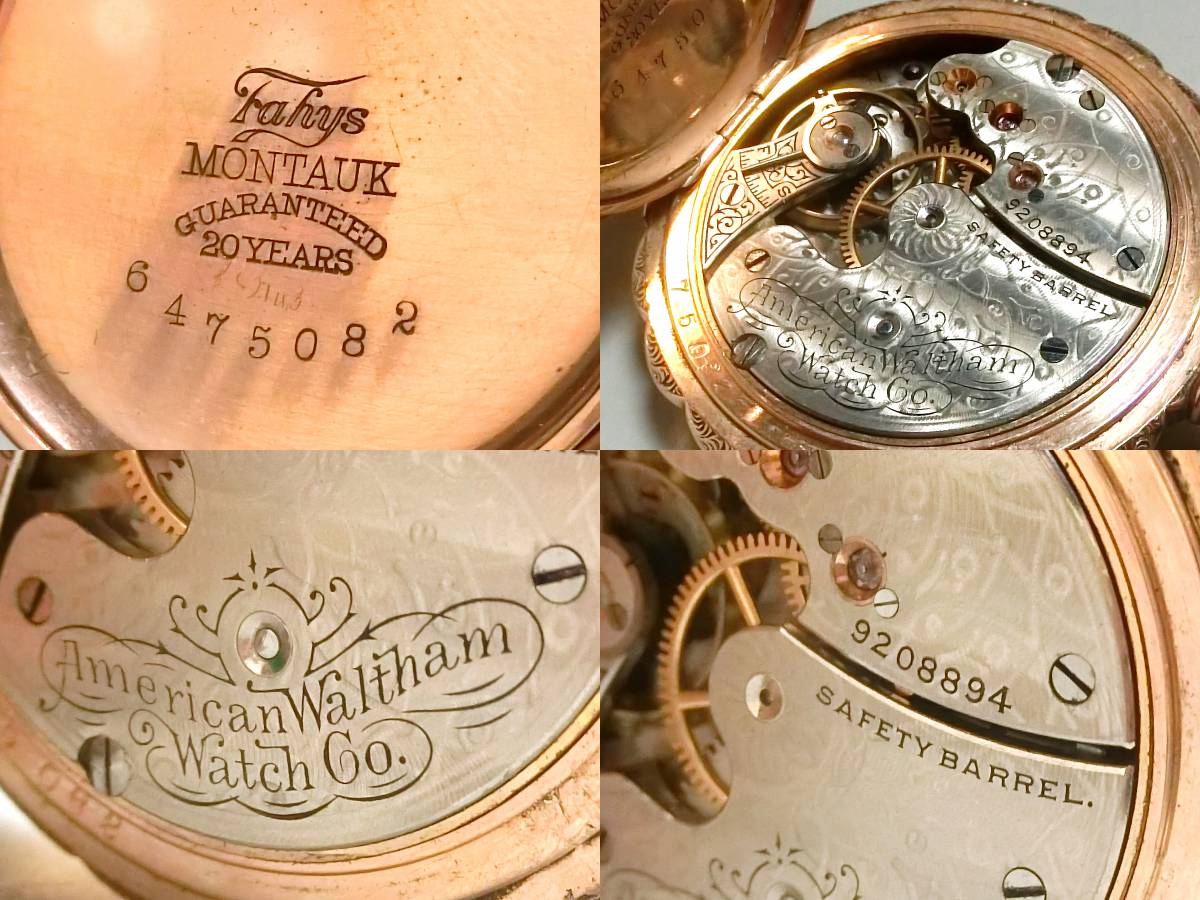 Fahys
MONTAUK
GUARANTEED
20 YEARS
6475082
9208894
SAFETY BARREL
American Waltham
Watch Co.
American Waltham
Watch Co.
9208894
SAFETY BARREL.